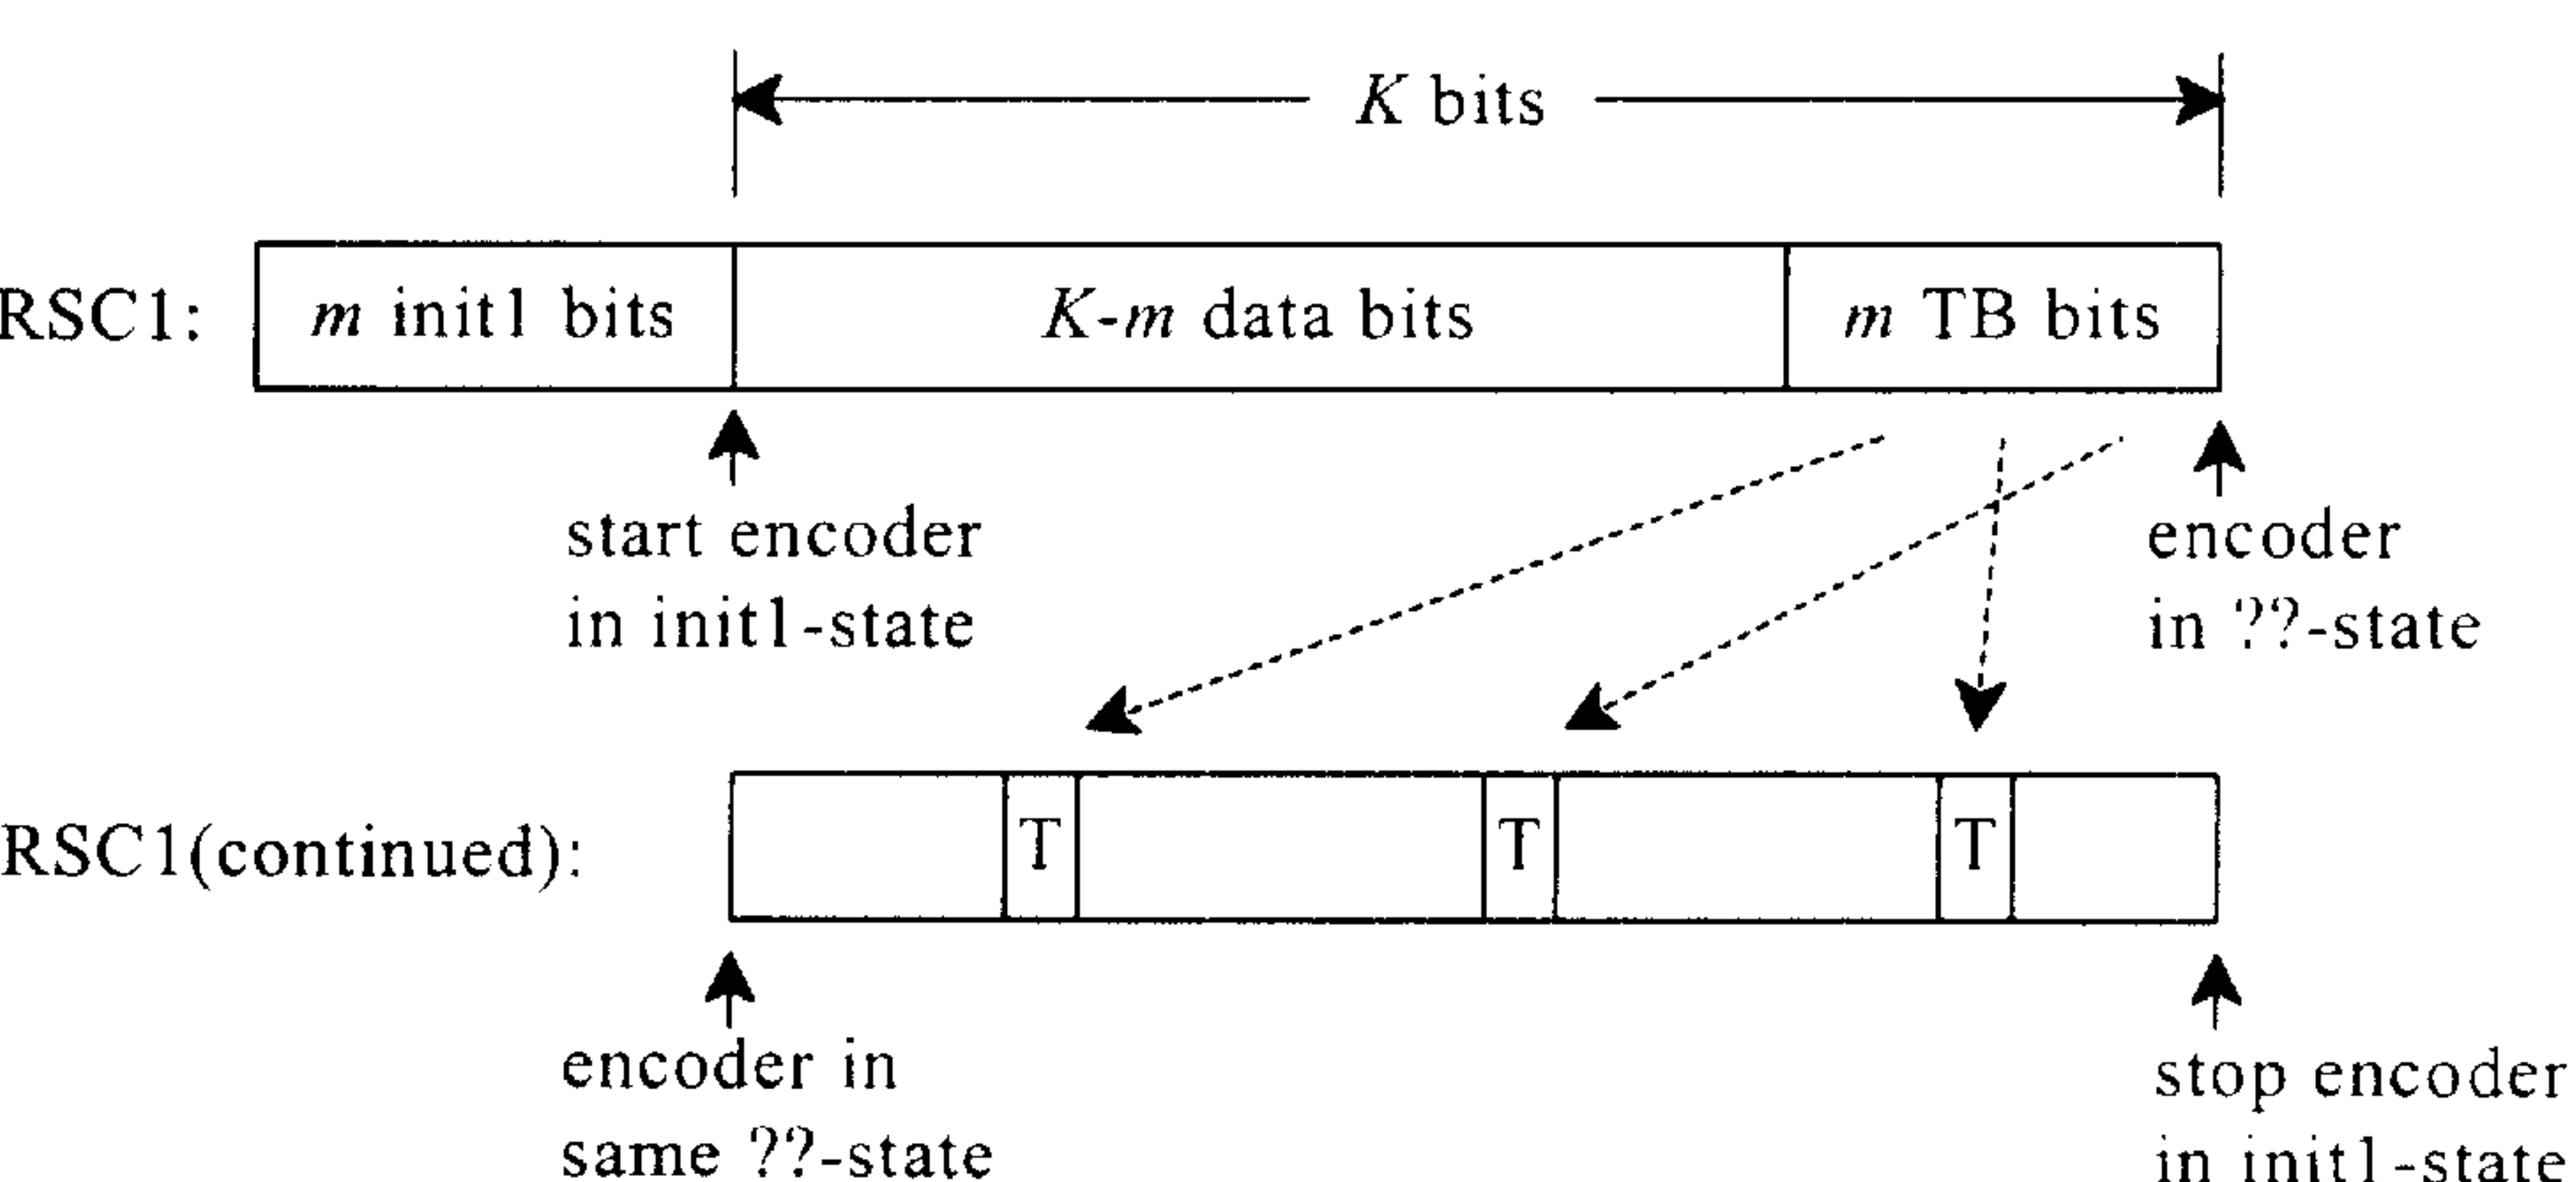 K bits
RSC1: m init1 bits K-m data bits m TB bits
start encoder
in init1-state
encoder
in ??-state
RSC1(continued): T T T
encoder in
same ??-state
stop encoder
in init1-state